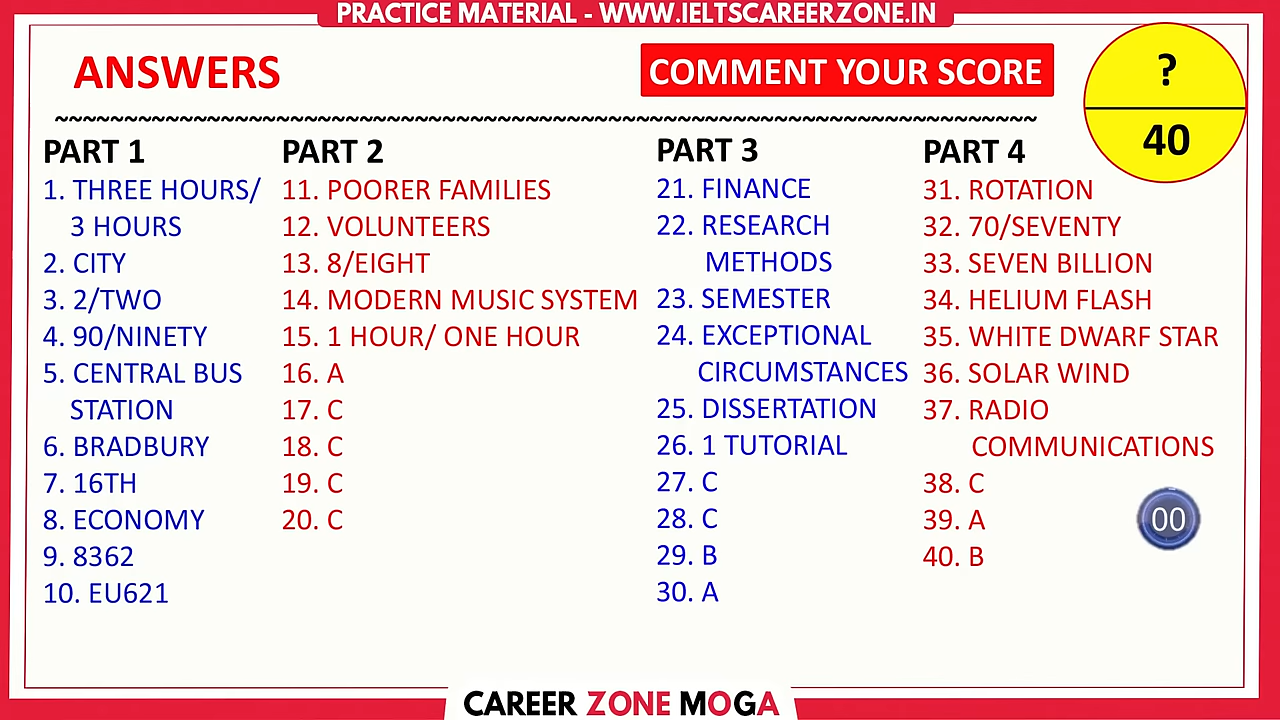 PRACTICE MATERIAL - WWW.IELTSCAREERZONE.IN
ANSWERS
COMMENT YOUR SCORE
?
40
~~~~~~~~~~~~~~~~~~~~~~~~~~~~~~~~~~~~~~~~~~~~~~~~~~~~~~~~~~~~~~~~~~~~~~~
PART 1
1. THREE HOURS/
3 HOURS
2. CITY
3. 2/TWO
4. 90/NINETY
5. CENTRAL BUS
STATION
6. BRADBURY
7. 16TH
8. ECONOMY
9. 8362
10. EU621
PART 2
11. POORER FAMILIES
12. VOLUNTEERS
13. 8/EIGHT
14. MODERN MUSIC SYSTEM
15. 1 HOUR/ ONE HOUR
16. A
17. C
18. C
19. C
20. C
PART 3
21. FINANCE
22. RESEARCH
METHODS
23. SEMESTER
24. EXCEPTIONAL
CIRCUMSTANCES
25. DISSERTATION
26. 1 TUTORIAL
27. C
28. C
29. B
30. A
PART 4
31. ROTATION
32. 70/SEVENTY
33. SEVEN BILLION
34. HELIUM FLASH
35. WHITE DWARF STAR
36. SOLAR WIND
37. RADIO
COMMUNICATIONS
38. C
39. A
40. B
00
CAREER ZONE MOGA